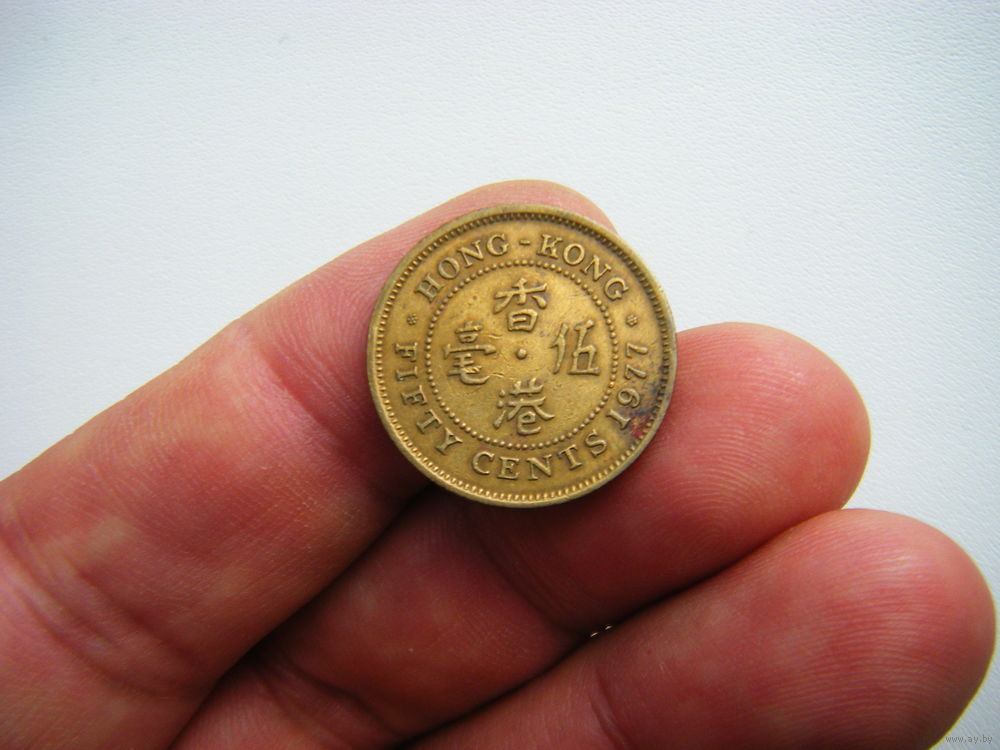 HONG-KONG
香港
伍毫
FIFTY CENTS 1977
www.ay.by